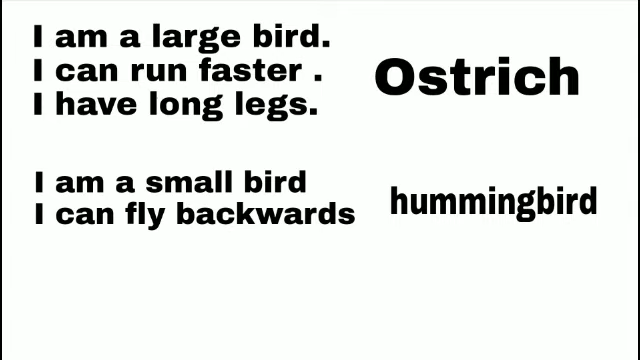 I am a large bird.
I can run faster .
I have long legs.
Ostrich
I am a small bird
I can fly backwards
hummingbird